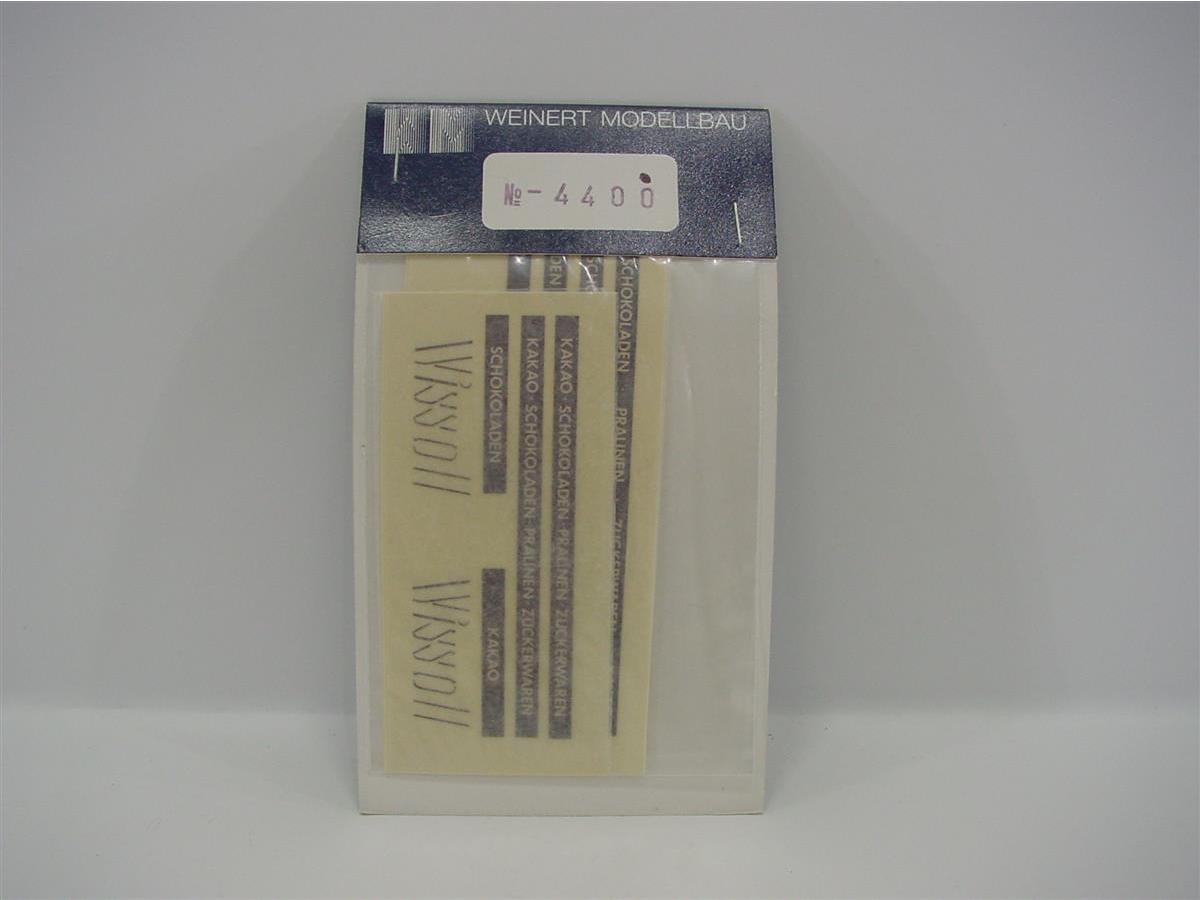 WEINERT MODELLBAU
№-4400
SCHOKOLADEN PRALINEN
KAKAO · SCHOKOLADEN · PRALINEN · ZUCKERWAREN
KAKAO · SCHOKOLADEN · PRALINEN · ZUCKERWAREN
SCHOKOLADEN
KAKAO
Wissoll
Wissoll